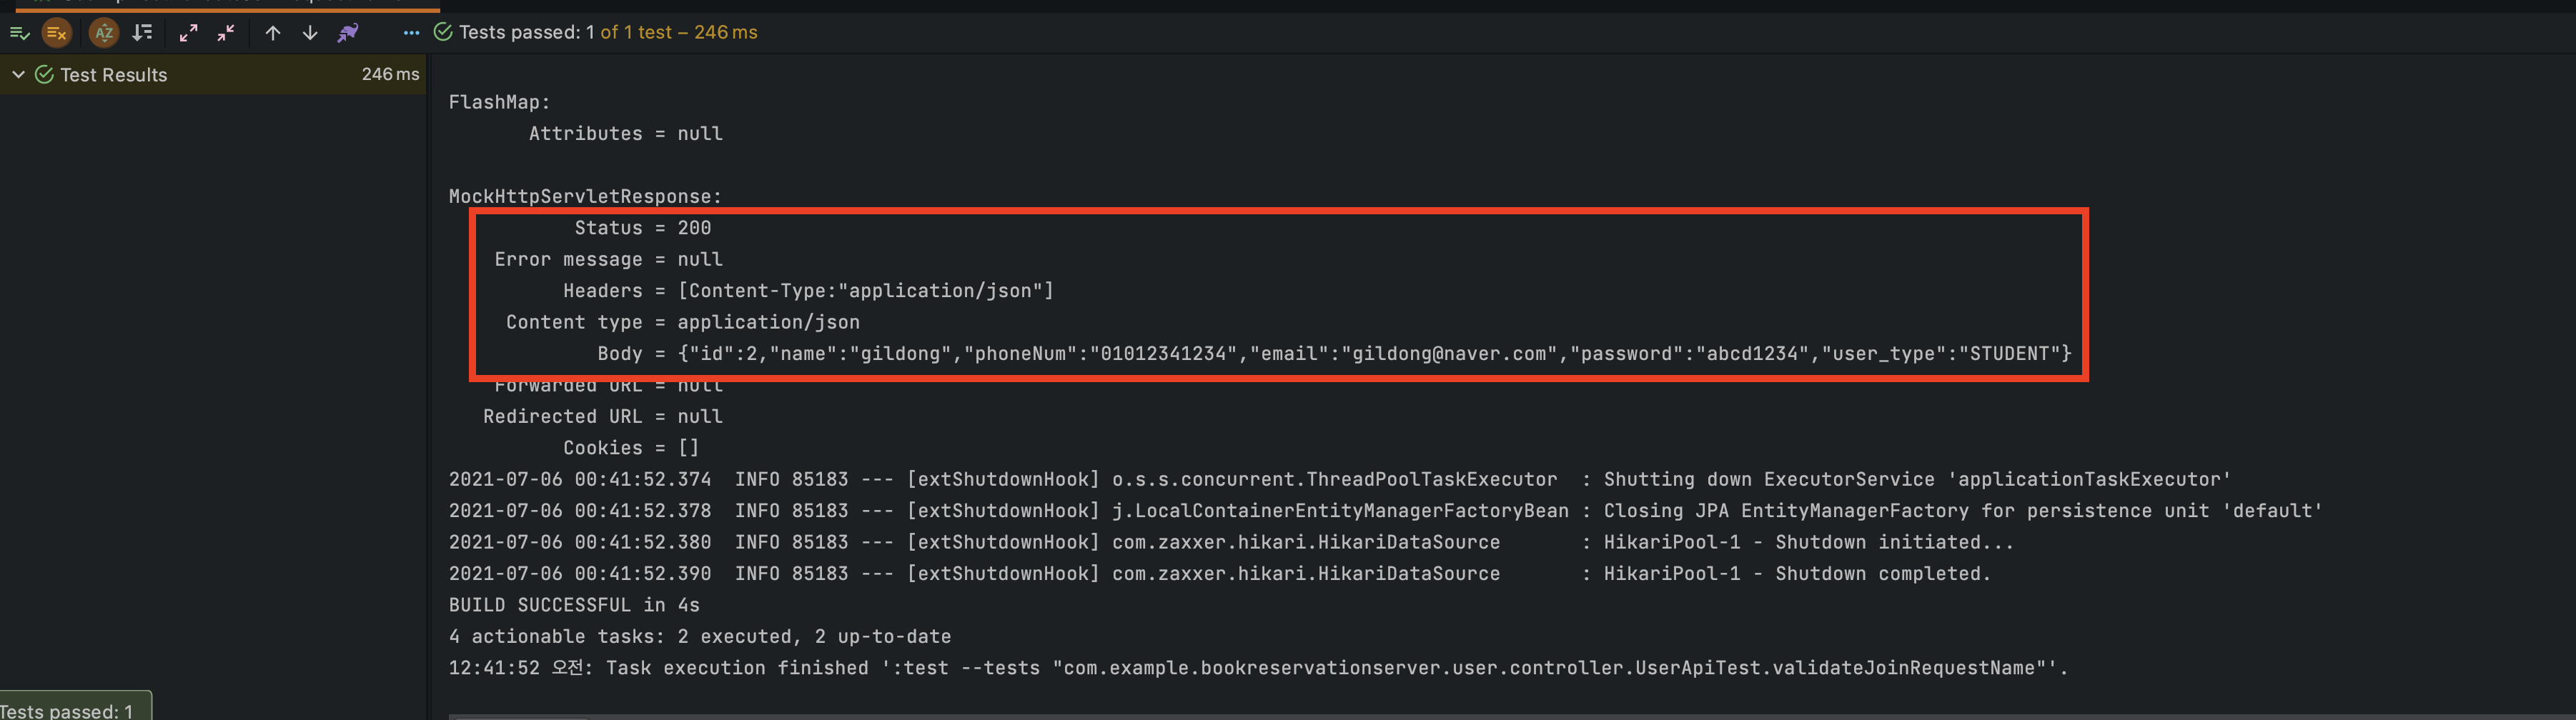 Tests passed: 1 of 1 test – 246 ms
Test Results 246 ms
FlashMap:
Attributes = null
MockHttpServletResponse:
Status = 200
Error message = null
Headers = [Content-Type:"application/json"]
Content type = application/json
Body = {"id":2,"name":"gildong","phoneNum":"01012341234","email":"gildong@naver.com","password":"abcd1234","user_type":"STUDENT"}
Forwarded URL = null
Redirected URL = null
Cookies = []
2021-07-06 00:41:52.374  INFO 85183 --- [extShutdownHook] o.s.s.concurrent.ThreadPoolTaskExecutor  : Shutting down ExecutorService 'applicationTaskExecutor'
2021-07-06 00:41:52.378  INFO 85183 --- [extShutdownHook] j.LocalContainerEntityManagerFactoryBean : Closing JPA EntityManagerFactory for persistence unit 'default'
2021-07-06 00:41:52.380  INFO 85183 --- [extShutdownHook] com.zaxxer.hikari.HikariDataSource       : HikariPool-1 - Shutdown initiated...
2021-07-06 00:41:52.390  INFO 85183 --- [extShutdownHook] com.zaxxer.hikari.HikariDataSource       : HikariPool-1 - Shutdown completed.
BUILD SUCCESSFUL in 4s
4 actionable tasks: 2 executed, 2 up-to-date
12:41:52 오전: Task execution finished ':test --tests "com.example.bookreservationserver.user.controller.UserApiTest.validateJoinRequestName"'.
Tests passed: 1